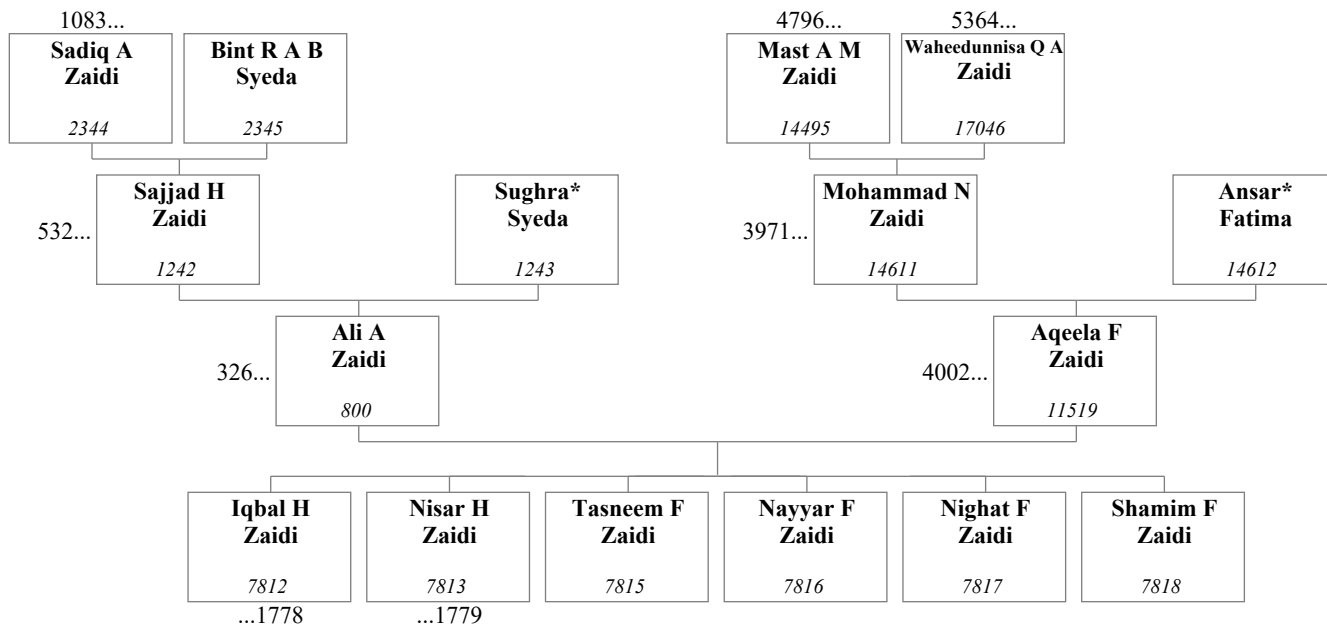 1083...
4796...
5364...
Sadiq A
Zaidi
2344
Bint R A B
Syeda
2345
Mast A M
Zaidi
14495
Waheedunnisa Q A
Zaidi
17046
532...
Sajjad H
Zaidi
1242
Sughra*
Syeda
1243
3971...
Mohammad N
Zaidi
14611
Ansar*
Fatima
14612
326...
Ali A
Zaidi
800
4002...
Aqeela F
Zaidi
11519
Iqbal H
Zaidi
7812
...1778
Nisar H
Zaidi
7813
...1779
Tasneem F
Zaidi
7815
Nayyar F
Zaidi
7816
Nighat F
Zaidi
7817
Shamim F
Zaidi
7818